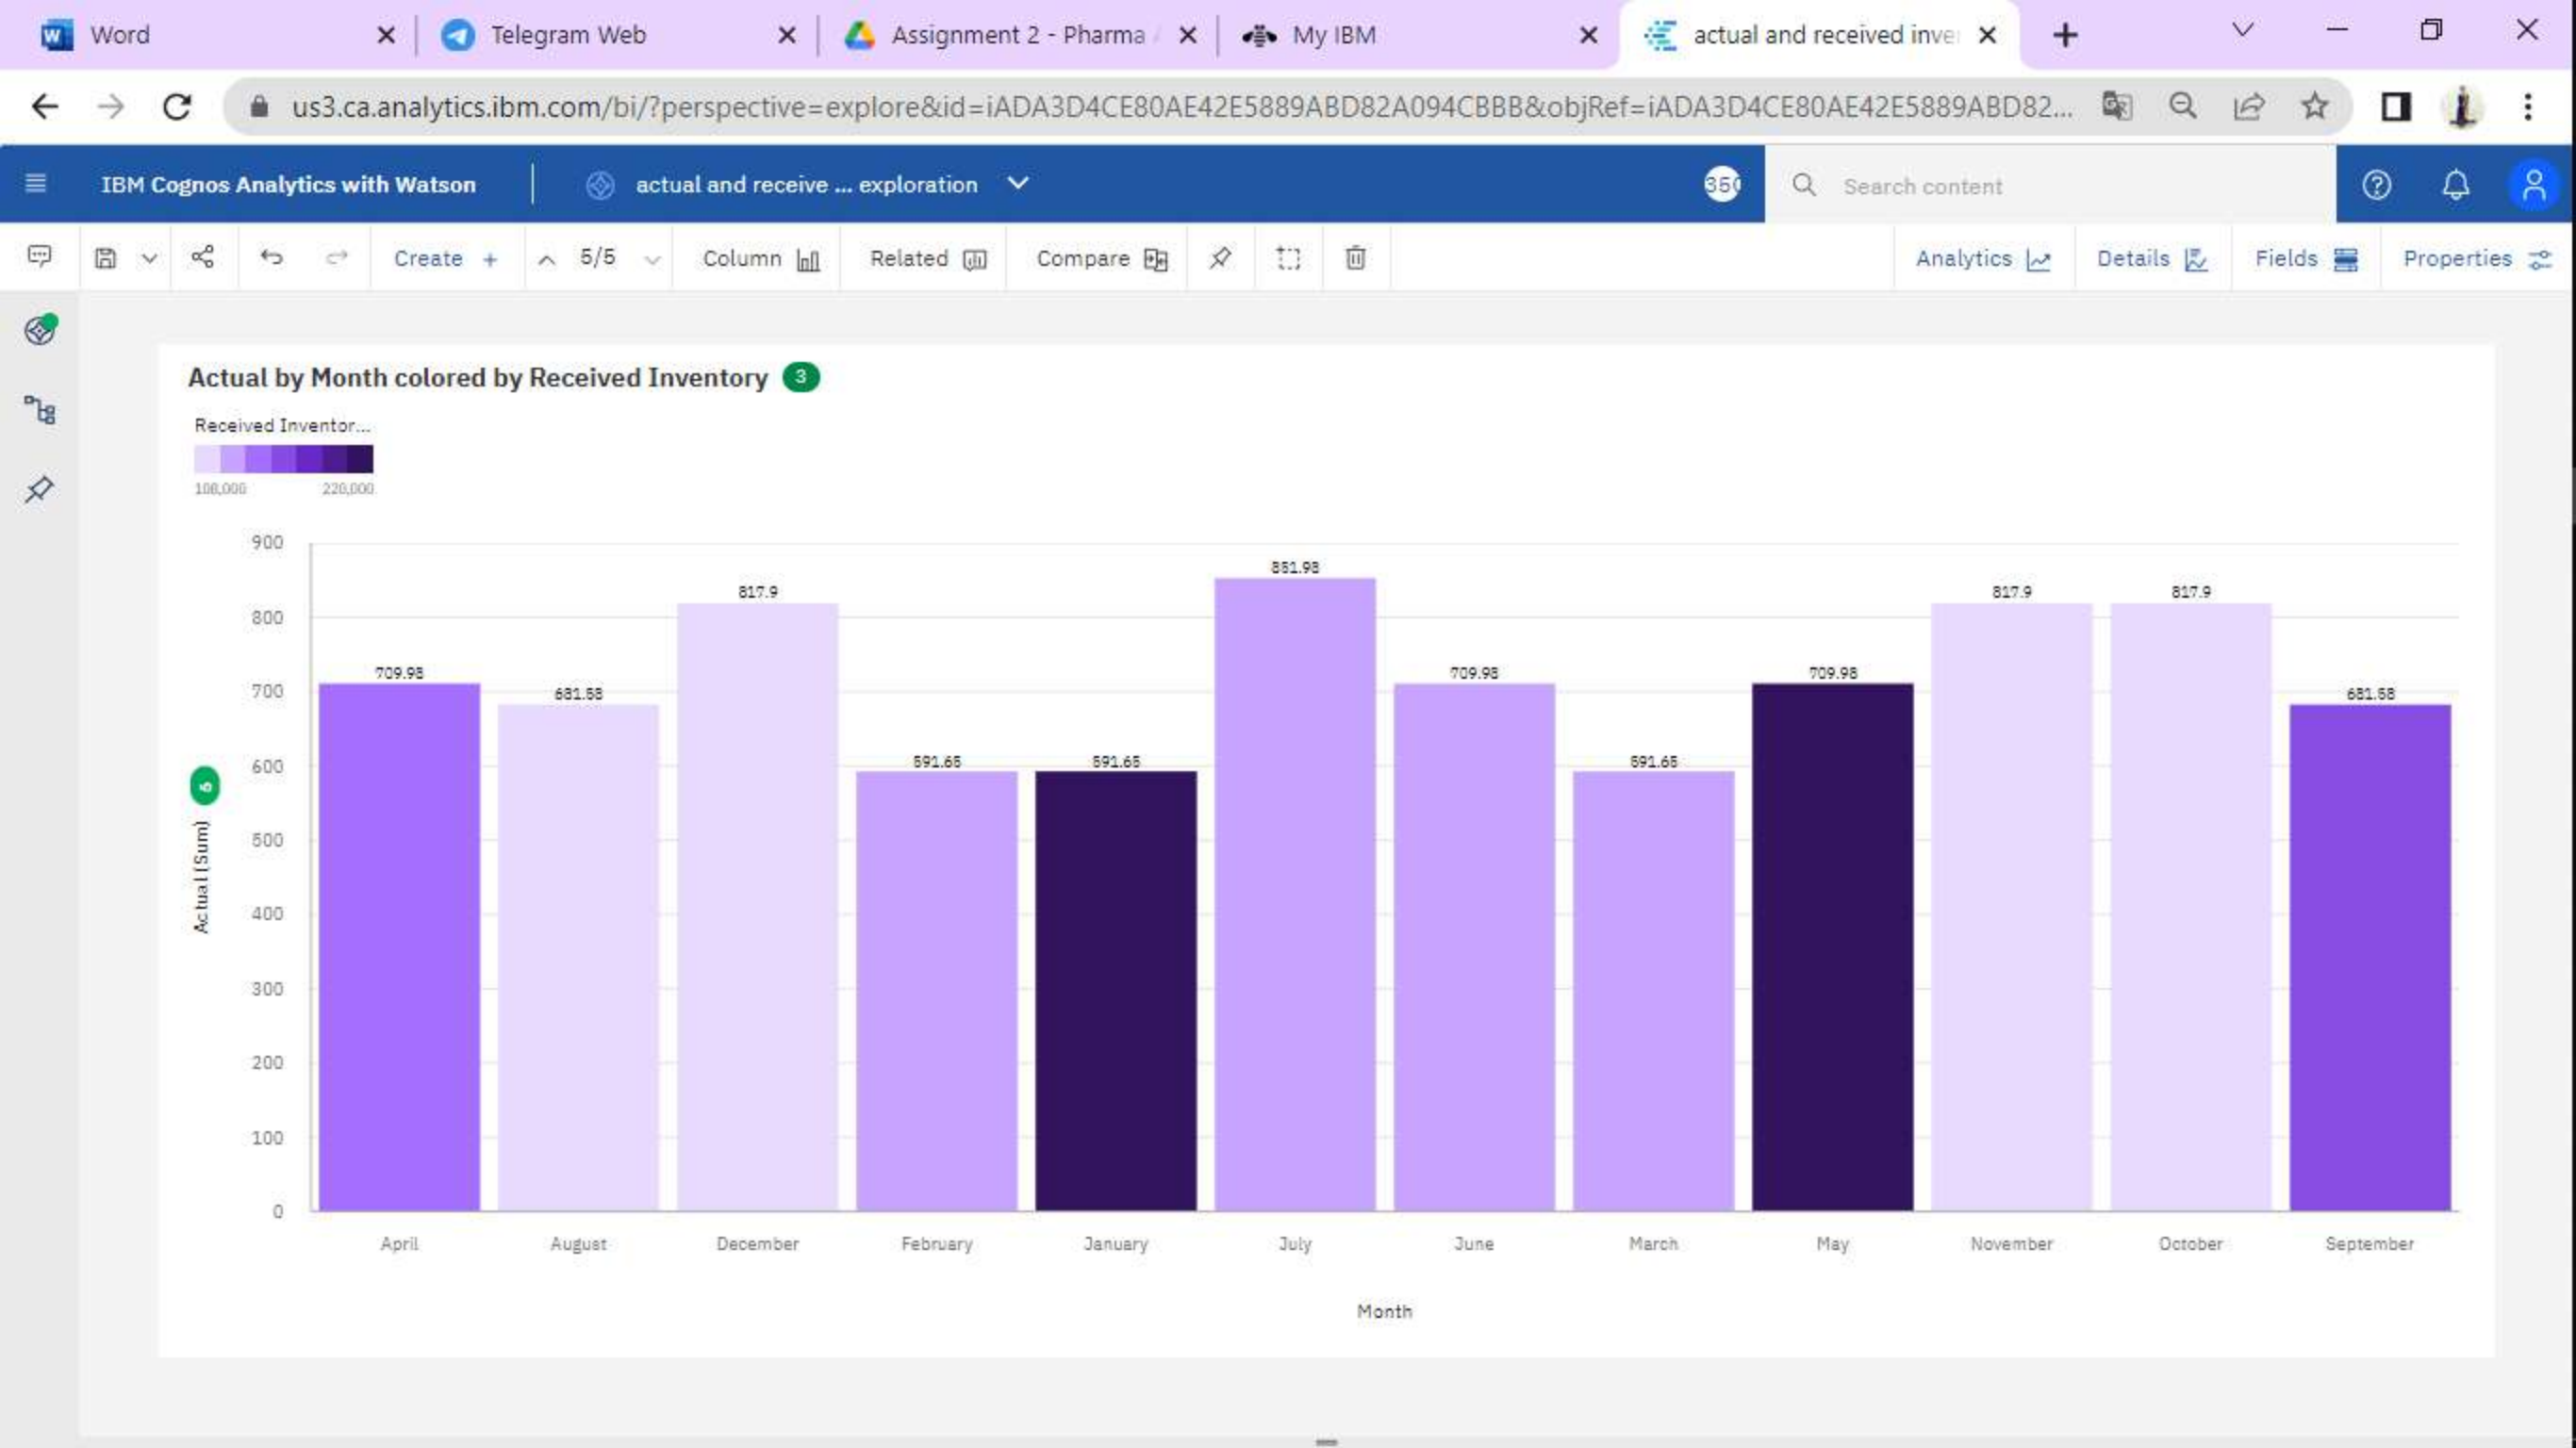 Word
Telegram Web
Assignment 2 - Pharma
My IBM
actual and received inve
us3.ca.analytics.ibm.com/bi/?perspective=explore&id=iADA3D4CE80AE42E5889ABD82A094CBBB&objRef=iADA3D4CE80AE42E5889ABD82...
IBM Cognos Analytics with Watson
actual and receive ... exploration
Search content
Create +
5/5
Column
Related
Compare
Analytics
Details
Fields
Properties
Actual by Month colored by Received Inventory 3
Received Inventor...
108,000 220,000
900
800
700
600
500
400
300
200
100
0
Actual (Sum)
709.98
681.58
817.9
591.65
591.65
851.98
709.98
591.65
709.98
817.9
817.9
681.58
April August December February January July June March May November October September
Month